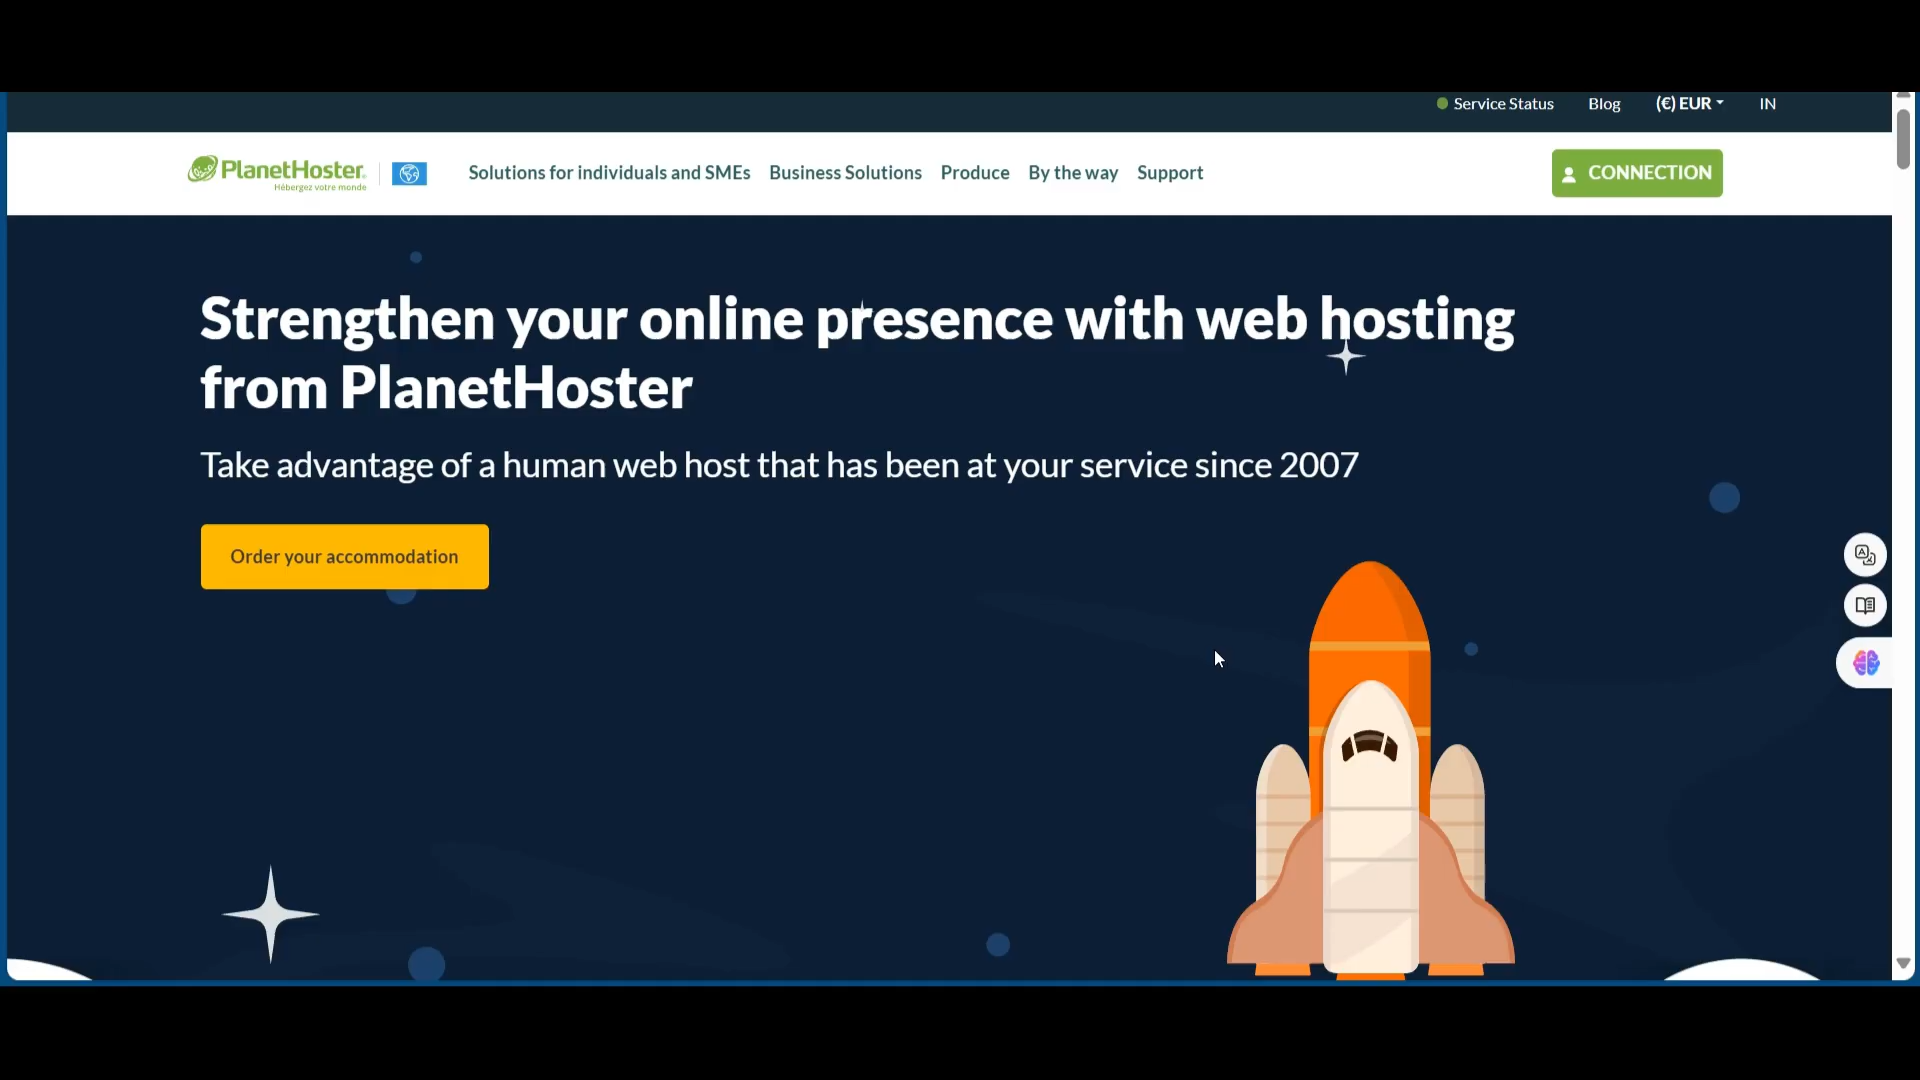 Service Status Blog (€) EUR IN
PlanetHoster
Hébergez votre monde
Solutions for individuals and SMEs Business Solutions Produce By the way Support
CONNECTION
Strengthen your online presence with web hosting
from PlanetHoster
Take advantage of a human web host that has been at your service since 2007
Order your accommodation